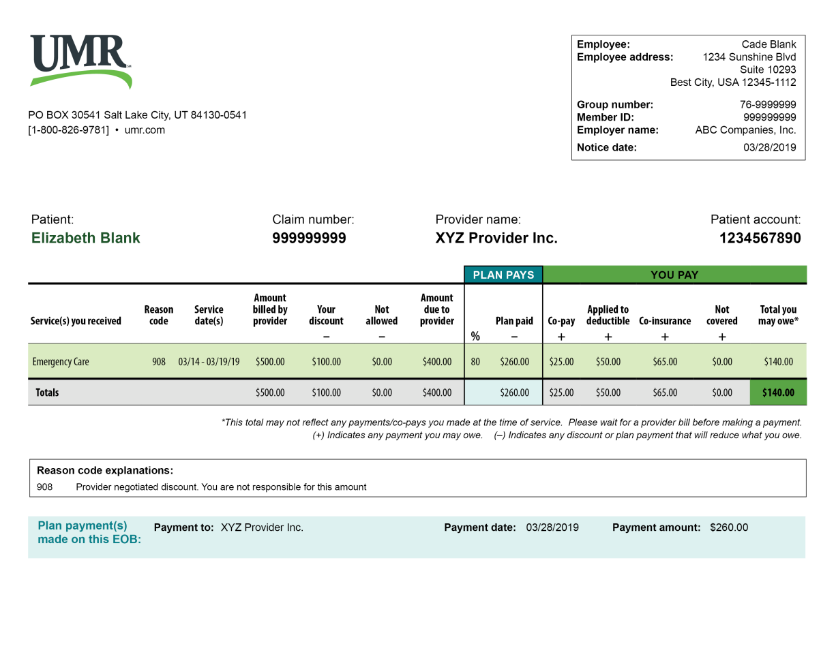 UMR
PO BOX 30541 Salt Lake City, UT 84130-0541
[1-800-826-9781] • umr.com
Employee: Cade Blank
Employee address: 1234 Sunshine Blvd
Suite 10293
Best City, USA 12345-1112
Group number: 76-9999999
Member ID: 999999999
Employer name: ABC Companies, Inc.
Notice date: 03/28/2019
Patient: Claim number: Provider name: Patient account:
Elizabeth Blank 999999999 XYZ Provider Inc. 1234567890
PLAN PAYS YOU PAY
Service(s) you received Reason code Service date(s) Amount billed by provider Your discount – Not allowed – Amount due to provider % Plan paid – Co-pay + Applied to deductible + Co-insurance + Not covered + Total you may owe*
Emergency Care 908 03/14 - 03/19/19 $500.00 $100.00 $0.00 $400.00 80 $260.00 $25.00 $50.00 $65.00 $0.00 $140.00
Totals $500.00 $100.00 $0.00 $400.00 $260.00 $25.00 $50.00 $65.00 $0.00 $140.00
*This total may not reflect any payments/co-pays you made at the time of service. Please wait for a provider bill before making a payment.
(+) Indicates any payment you may owe. (–) Indicates any discount or plan payment that will reduce what you owe.
Reason code explanations:
908 Provider negotiated discount. You are not responsible for this amount
Plan payment(s) Payment to: XYZ Provider Inc. Payment date: 03/28/2019 Payment amount: $260.00
made on this EOB: